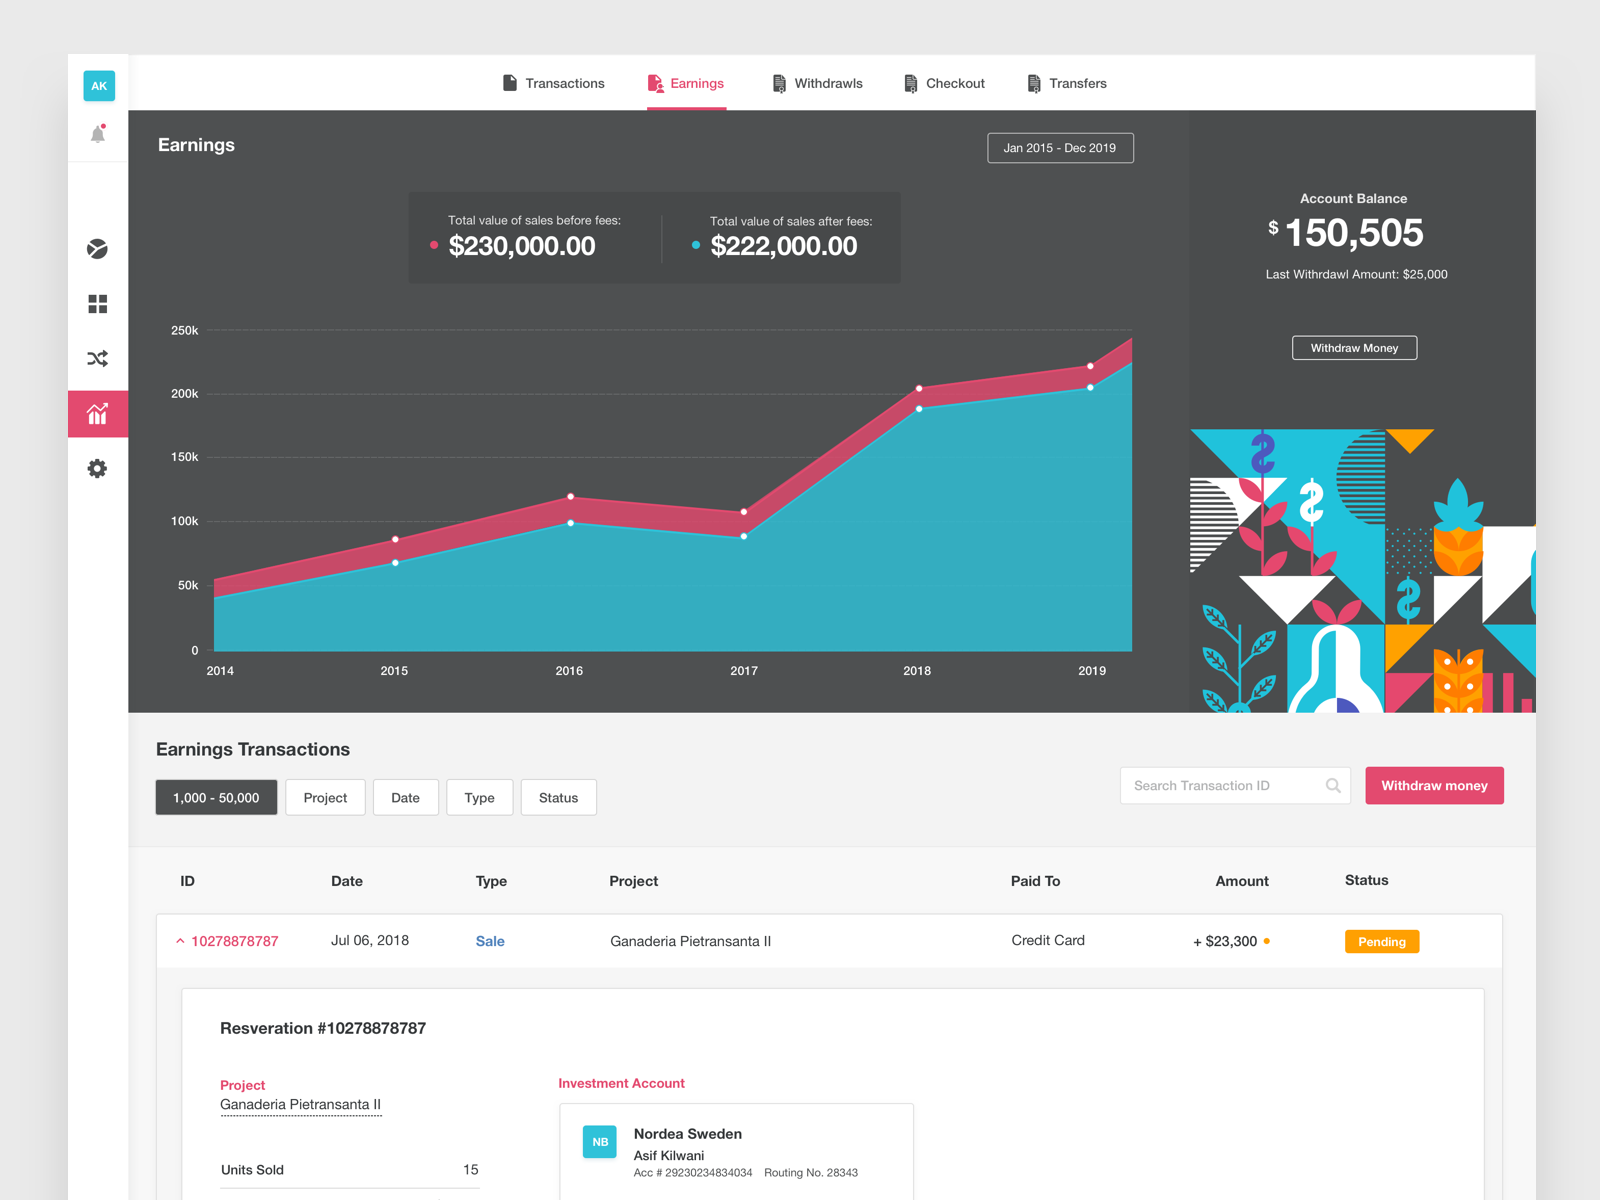 AK
Transactions
Earnings
Withdrawls
Checkout
Transfers
Earnings
Jan 2015 - Dec 2019
Total value of sales before fees:
$230,000.00
Total value of sales after fees:
$222,000.00
Account Balance
$ 150,505
Last Withrdawl Amount: $25,000
Withdraw Money
250k
200k
150k
100k
50k
0
2014 2015 2016 2017 2018 2019
$
$
$
Earnings Transactions
1,000 - 50,000
Project
Date
Type
Status
Search Transaction ID
Withdraw money
ID Date Type Project Paid To Amount Status
10278878787 Jul 06, 2018 Sale Ganaderia Pietransanta II Credit Card + $23,300 Pending
Resveration #10278878787
Project
Ganaderia Pietransanta II
Units Sold 15
Investment Account
NB
Nordea Sweden
Asif Kilwani
Acc # 29230234834034 Routing No. 28343